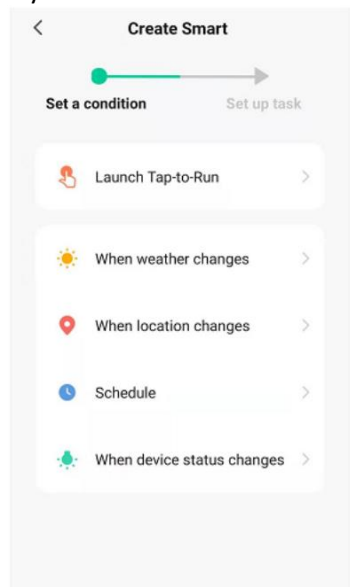 Create Smart
Set a condition
Set up task
Launch Tap-to-Run
When weather changes
When location changes
Schedule
When device status changes